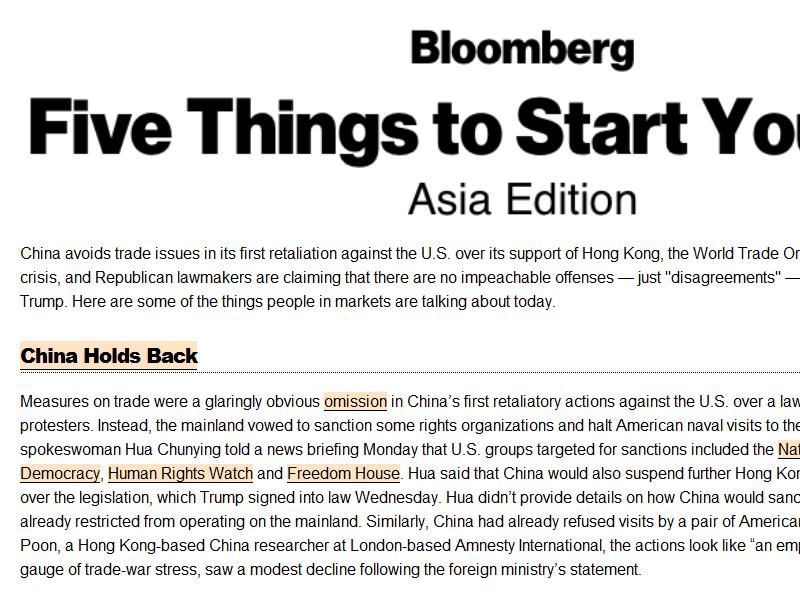 Bloomberg
Five Things to Start
Asia Edition
China avoids trade issues in its first retaliation against the U.S. over its support of Hong Kong, the World Trade
crisis, and Republican lawmakers are claiming that there are no impeachable offenses — just "disagreements" —
Trump. Here are some of the things people in markets are talking about today.
China Holds Back
Measures on trade were a glaringly obvious omission in China’s first retaliatory actions against the U.S. over a law
protesters. Instead, the mainland vowed to sanction some rights organizations and halt American naval visits to the
spokeswoman Hua Chunying told a news briefing Monday that U.S. groups targeted for sanctions included the
Democracy, Human Rights Watch and Freedom House. Hua said that China would also suspend further Hong
over the legislation, which Trump signed into law Wednesday. Hua didn’t provide details on how China would
already restricted from operating on the mainland. Similarly, China had already refused visits by a pair of
Poon, a Hong Kong-based China researcher at London-based Amnesty International, the actions look like “an
gauge of trade-war stress, saw a modest decline following the foreign ministry’s statement.